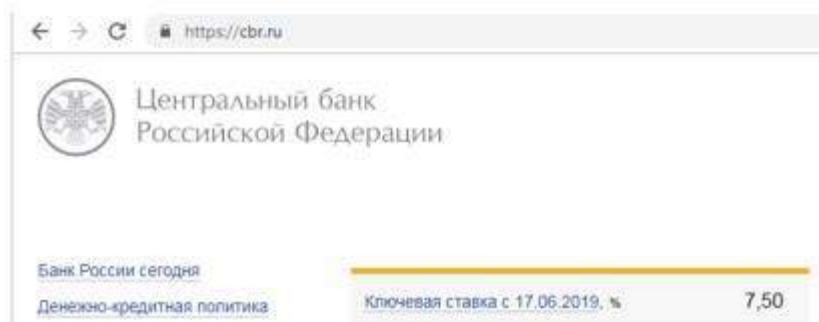 https://cbr.ru
Центральный банк
Российской Федерации
Банк России сегодня
Денежно-кредитная политика
Ключевая ставка с 17.06.2019, % 7,50